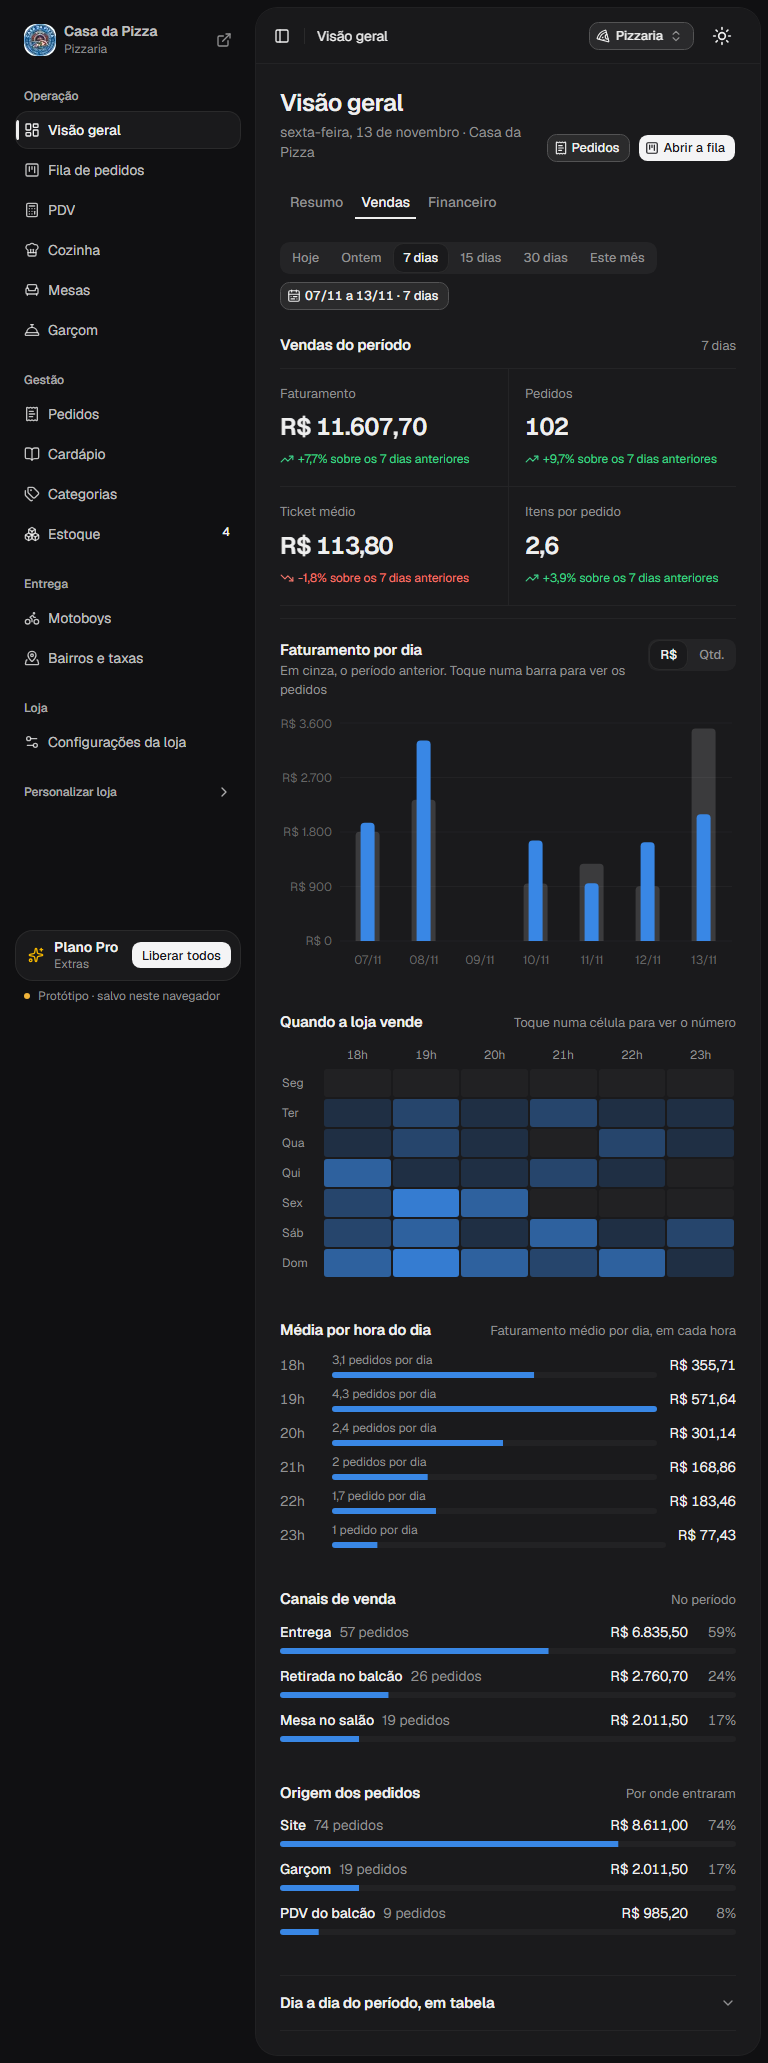 Casa da Pizza
Pizzaria
Operação
Visão geral
Fila de pedidos
PDV
Cozinha
Mesas
Garçom
Gestão
Pedidos
Cardápio
Categorias
Estoque 4
Entrega
Motoboys
Bairros e taxas
Loja
Configurações da loja
Personalizar loja
Plano Pro
Extras
Liberar todos
Protótipo · salvo neste navegador
Visão geral
Pizzaria
Visão geral
sexta-feira, 13 de novembro · Casa da
Pizza
Pedidos
Abrir a fila
Resumo Vendas Financeiro
Hoje Ontem 7 dias 15 dias 30 dias Este mês
07/11 a 13/11 · 7 dias
Vendas do período 7 dias
Faturamento
R$ 11.607,70
+7,7% sobre os 7 dias anteriores
Pedidos
102
+9,7% sobre os 7 dias anteriores
Ticket médio
R$ 113,80
-1,8% sobre os 7 dias anteriores
Itens por pedido
2,6
+3,9% sobre os 7 dias anteriores
Faturamento por dia
Em cinza, o período anterior. Toque numa barra para ver os
pedidos
R$ Qtd.
R$ 3.600
R$ 2.700
R$ 1.800
R$ 900
R$ 0
07/11 08/11 09/11 10/11 11/11 12/11 13/11
Quando a loja vende Toque numa célula para ver o número
18h 19h 20h 21h 22h 23h
Seg
Ter
Qua
Qui
Sex
Sáb
Dom
Média por hora do dia Faturamento médio por dia, em cada hora
18h 3,1 pedidos por dia R$ 355,71
19h 4,3 pedidos por dia R$ 571,64
20h 2,4 pedidos por dia R$ 301,14
21h 2 pedidos por dia R$ 168,86
22h 1,7 pedido por dia R$ 183,46
23h 1 pedido por dia R$ 77,43
Canais de venda No período
Entrega 57 pedidos R$ 6.835,50 59%
Retirada no balcão 26 pedidos R$ 2.760,70 24%
Mesa no salão 19 pedidos R$ 2.011,50 17%
Origem dos pedidos Por onde entraram
Site 74 pedidos R$ 8.611,00 74%
Garçom 19 pedidos R$ 2.011,50 17%
PDV do balcão 9 pedidos R$ 985,20 8%
Dia a dia do período, em tabela